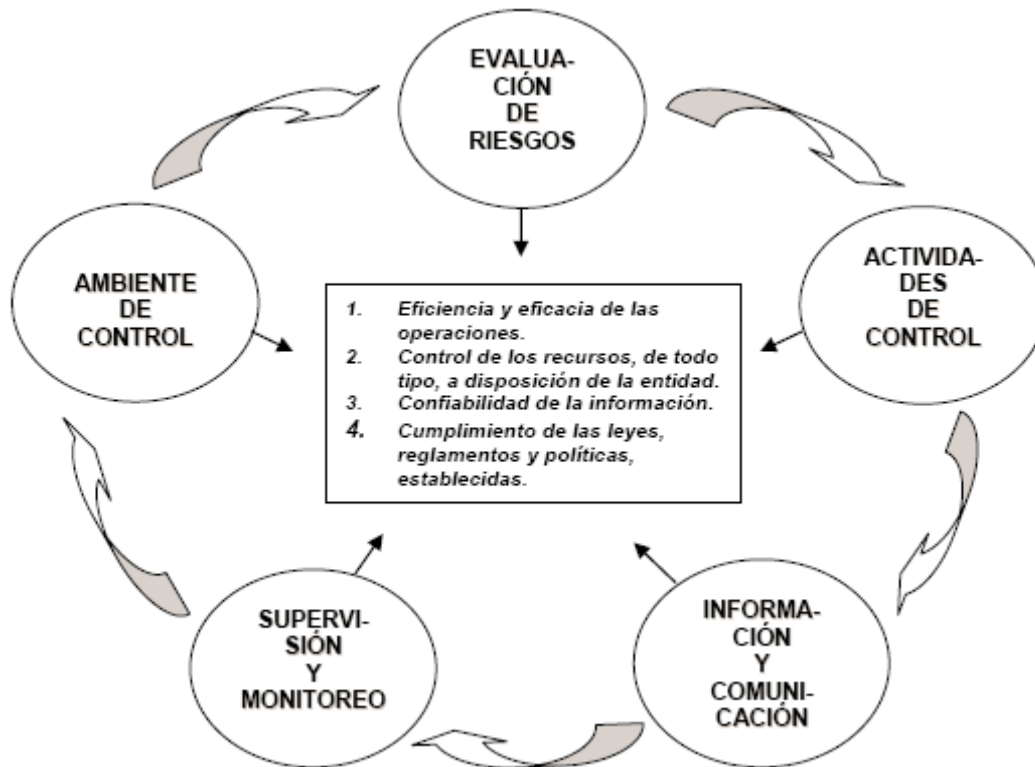 EVALUA-
CIÓN
DE
RIESGOS
AMBIENTE
DE
CONTROL
ACTIVIDA-
DES
DE
CONTROL
1. Eficiencia y eficacia de las
operaciones.
2. Control de los recursos, de todo
tipo, a disposición de la entidad.
3. Confiabilidad de la información.
4. Cumplimiento de las leyes,
reglamentos y políticas,
establecidas.
SUPERVI-
SIÓN
Y
MONITOREO
INFORMA-
CIÓN
Y
COMUNI-
CACIÓN